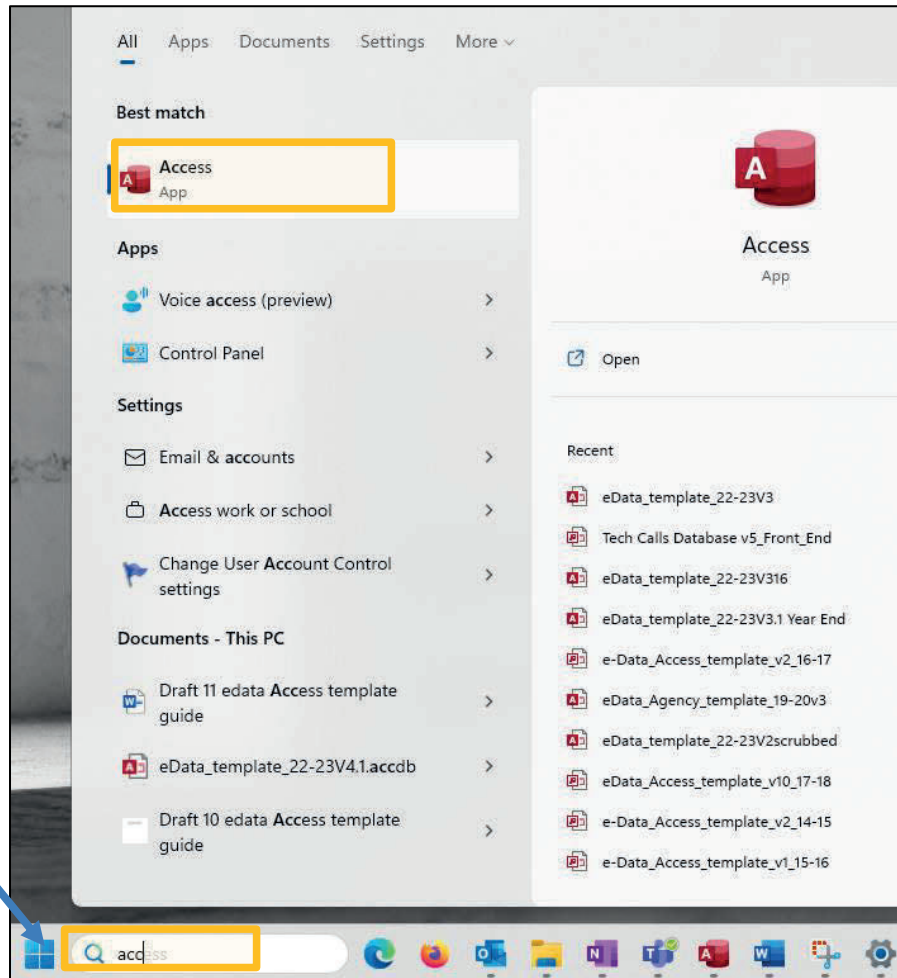 All Apps Documents Settings More
Best match
Access
App
Apps
Voice access (preview)
Control Panel
Settings
Email & accounts
Access work or school
Change User Account Control
settings
Documents - This PC
Draft 11 edata Access template
guide
eData_template_22-23V4.1.accdb
Draft 10 edata Access template
guide
A
Access
App
Open
Recent
eData_template_22-23V3
Tech Calls Database v5_Front_End
eData_template_22-23V316
eData_template_22-23V3.1 Year End
e-Data_Access_template_v2_16-17
eData_Agency_template_19-20v3
eData_template_22-23V2scrubbed
eData_Access_template_v10_17-18
e-Data_Access_template_v2_14-15
e-Data_Access_template_v1_15-16
access